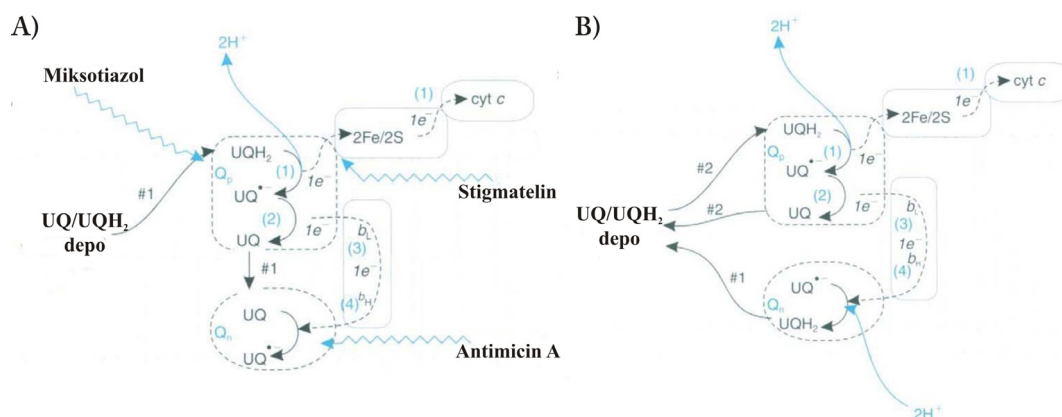 A)
2H⁺
Miksotiazol
(1)
cyt c
1e⁻
2Fe/2S
UQH₂
Qp
(1)
1e⁻
#1
UQ•⁻
Stigmatelin
(2)
1e⁻
UQ/UQH₂
depo
UQ
bL
(3)
#1
1e⁻
(4)
bH
UQ
Qn
UQ•⁻
Antimicin A
B)
2H⁺
(1)
cyt c
1e⁻
2Fe/2S
UQH₂
Qp
(1)
1e⁻
#2
UQ•⁻
(2)
1e⁻
#2
UQ
UQ/UQH₂
depo
bL
(3)
1e⁻
bH
(4)
#1
UQ•⁻
Qn
UQH₂
2H⁺